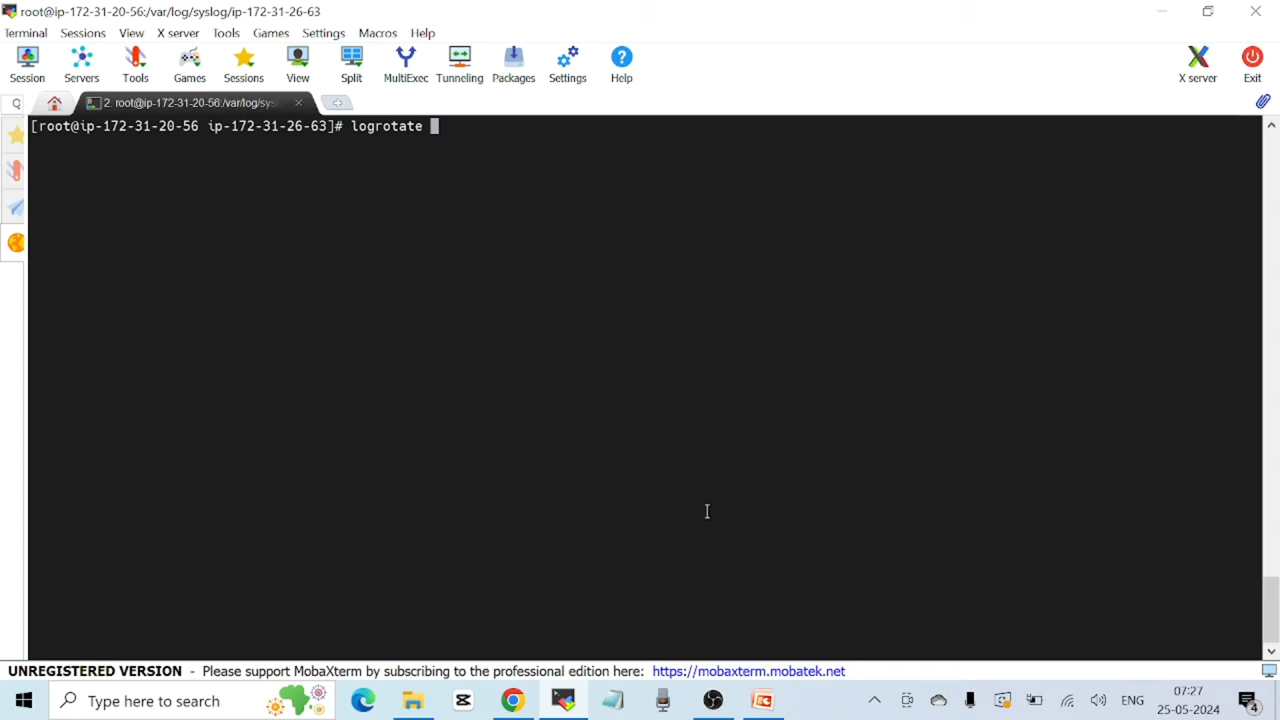 root@ip-172-31-20-56:/var/log/syslog/ip-172-31-26-63
Terminal Sessions View X server Tools Games Settings Macros Help
Session Servers Tools Games Sessions View Split MultiExec Tunneling Packages Settings Help X server Exit
Q 2. root@ip-172-31-20-56:/var/log/sys
[root@ip-172-31-20-56 ip-172-31-26-63]# logrotate
UNREGISTERED VERSION - Please support MobaXterm by subscribing to the professional edition here: https://mobaxterm.mobatek.net
Type here to search
ENG
07:27
25-05-2024
4